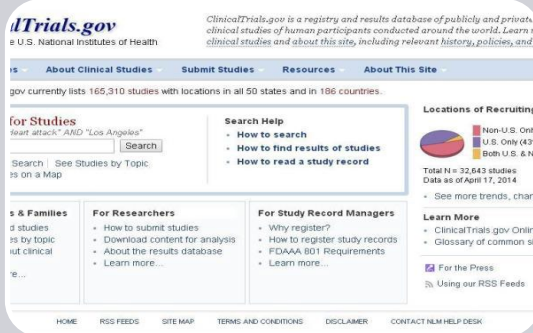 alTrials.gov
e U.S. National Institutes of Health
ClinicalTrials.gov is a registry and results database of publicly and privat
clinical studies of human participants conducted around the world. Learn
clinical studies and about this site, including relevant history, policies, and
About Clinical Studies
Submit Studies
Resources
About This Site
gov currently lists 165,310 studies with locations in all 50 states and in 186 countries.
for Studies
Heart attack" AND "Los Angeles"
Search
Search | See Studies by Topic
es on a Map
Search Help
• How to search
• How to find results of studies
• How to read a study record
Locations of Recruiting
Non-U.S. Onl
U.S. Only (43
Both U.S. & N
Total N = 32,643 studies
Data as of April 17, 2014
• See more trends, char
Learn More
• ClinicalTrials.gov Onlin
• Glossary of common s
For the Press
Using our RSS Feeds
s & Families
d studies
es by topic
out clinical
re...
For Researchers
• How to submit studies
• Download content for analysis
• About the results database
• Learn more...
For Study Record Managers
• Why register?
• How to register study records
• FDAAA 801 Requirements
• Learn more...
HOME RSS FEEDS SITE MAP TERMS AND CONDITIONS DISCLAIMER CONTACT NLM HELP DESK